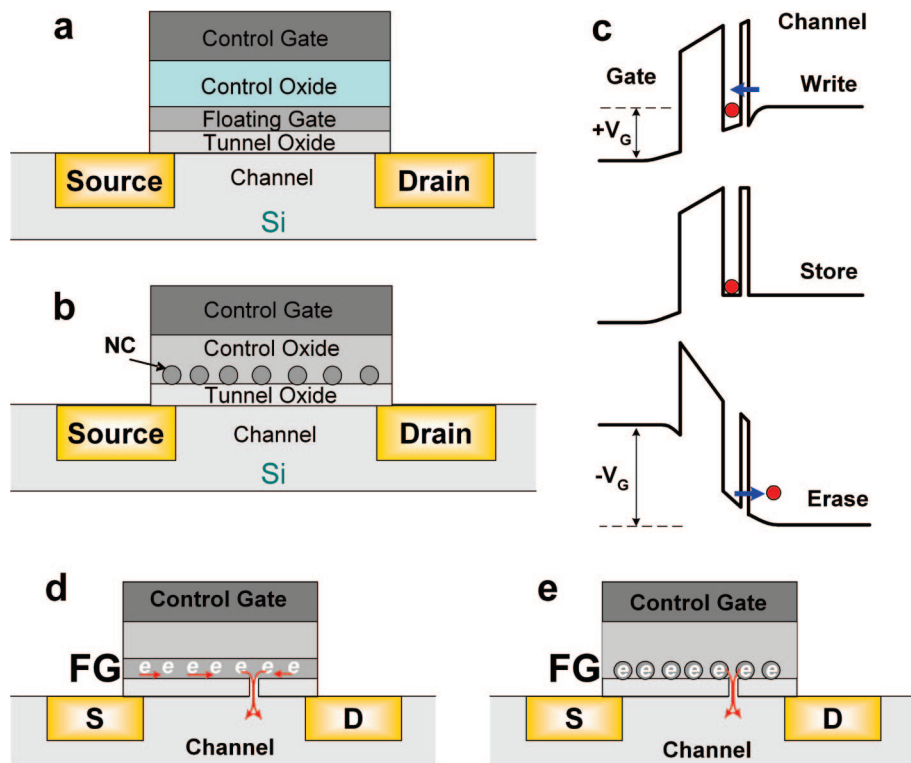 a
Control Gate
Control Oxide
Floating Gate
Tunnel Oxide
Source
Channel
Drain
Si
b
Control Gate
NC
Control Oxide
Tunnel Oxide
Source
Channel
Drain
Si
c
Channel
Gate
Write
+VG
Store
-VG
Erase
d
Control Gate
FG
e e e e e e e
S
D
Channel
e
Control Gate
FG
e e e e e e e
S
D
Channel